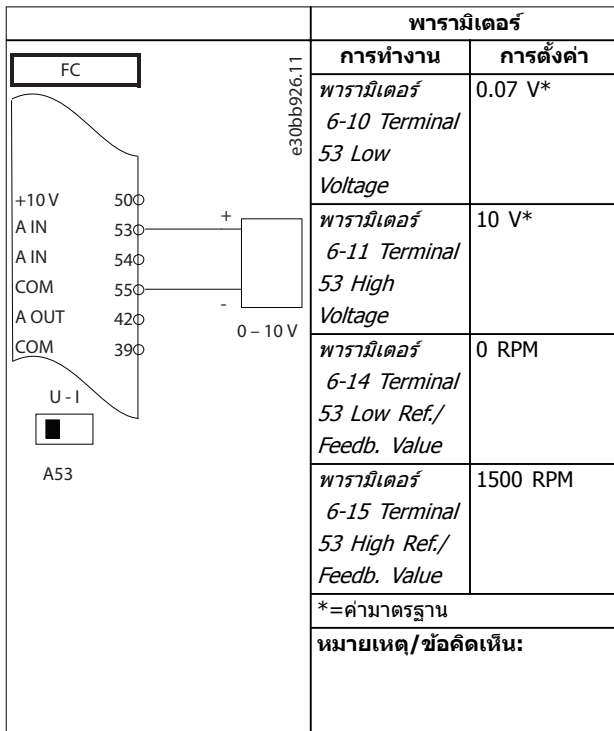 พารามิเตอร์
การทำงาน
การตั้งค่า
FC
e30bb926.11
+10 V 50
A IN 53
A IN 54
COM 55
A OUT 42
COM 39
+
-
0 – 10 V
U - I
A53
พารามิเตอร์
6-10 Terminal
53 Low
Voltage
0.07 V*
พารามิเตอร์
6-11 Terminal
53 High
Voltage
10 V*
พารามิเตอร์
6-14 Terminal
53 Low Ref./
Feedb. Value
0 RPM
พารามิเตอร์
6-15 Terminal
53 High Ref./
Feedb. Value
1500 RPM
*=ค่ามาตรฐาน
หมายเหตุ/ข้อคิดเห็น: